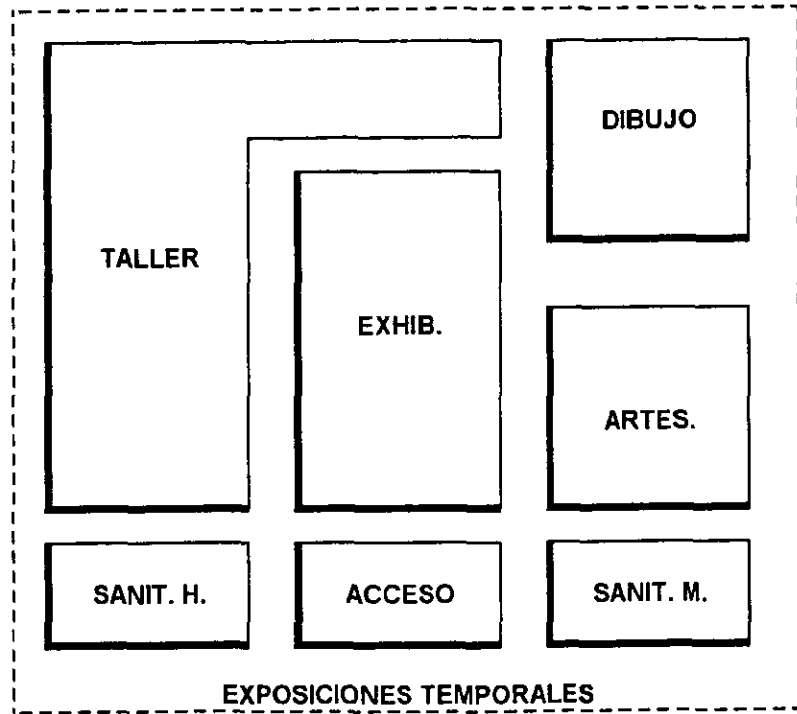 DIBUJO
TALLER
EXHIB.
ARTES.
SANIT. H.
ACCESO
SANIT. M.
EXPOSICIONES TEMPORALES